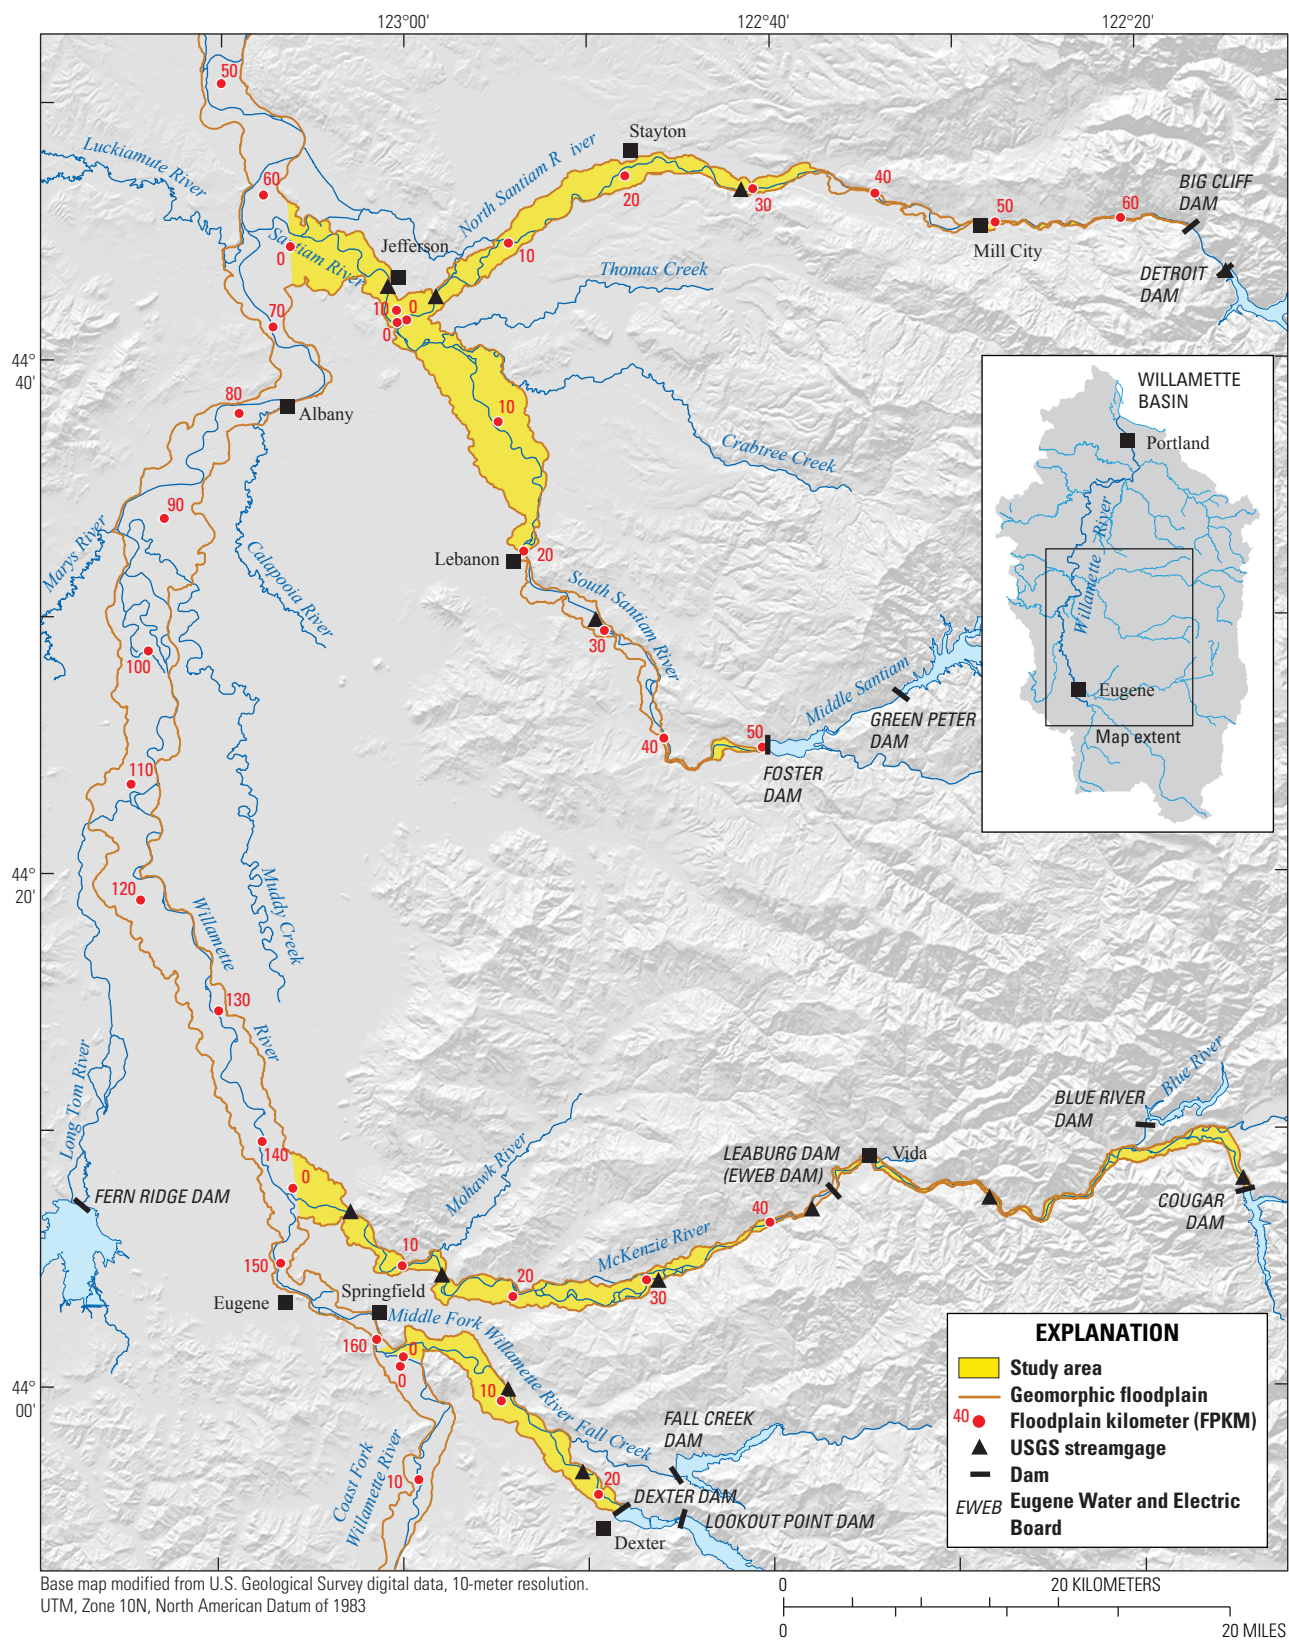 123°00'
122°40'
122°20'
50
Stayton
Luckiamute River
North Santiam R iver
60
20
30
40
BIG CLIFF
DAM
50
60
Santiam River
0
Jefferson
10
Mill City
Thomas Creek
DETROIT
DAM
70
10
0
0
44°
40'
80
Albany
10
Crabtree Creek
WILLAMETTE
BASIN
Portland
Willamette River
Eugene
Map extent
90
Marys River
Calapooia River
Lebanon
20
South Santiam River
30
100
Middle Santiam
GREEN PETER
DAM
40
50
FOSTER
DAM
110
44°
20'
120
Willamette
River
Muddy Creek
130
Long Tom River
Blue River
BLUE RIVER
DAM
140
0
Mohawk River
LEABURG DAM
(EWEB DAM)
Vida
FERN RIDGE DAM
COUGAR
DAM
40
10
McKenzie River
150
20
30
Springfield
Eugene
Middle Fork Willamette River
160
0
0
44°
00'
10
Fall Creek
FALL CREEK
DAM
Coast Fork
Willamette River
10
20
DEXTER DAM
LOOKOUT POINT DAM
Dexter
EXPLANATION
Study area
Geomorphic floodplain
40 Floodplain kilometer (FPKM)
USGS streamgage
Dam
EWEB Eugene Water and Electric
Board
Base map modified from U.S. Geological Survey digital data, 10-meter resolution.
UTM, Zone 10N, North American Datum of 1983
0 20 KILOMETERS
0 20 MILES